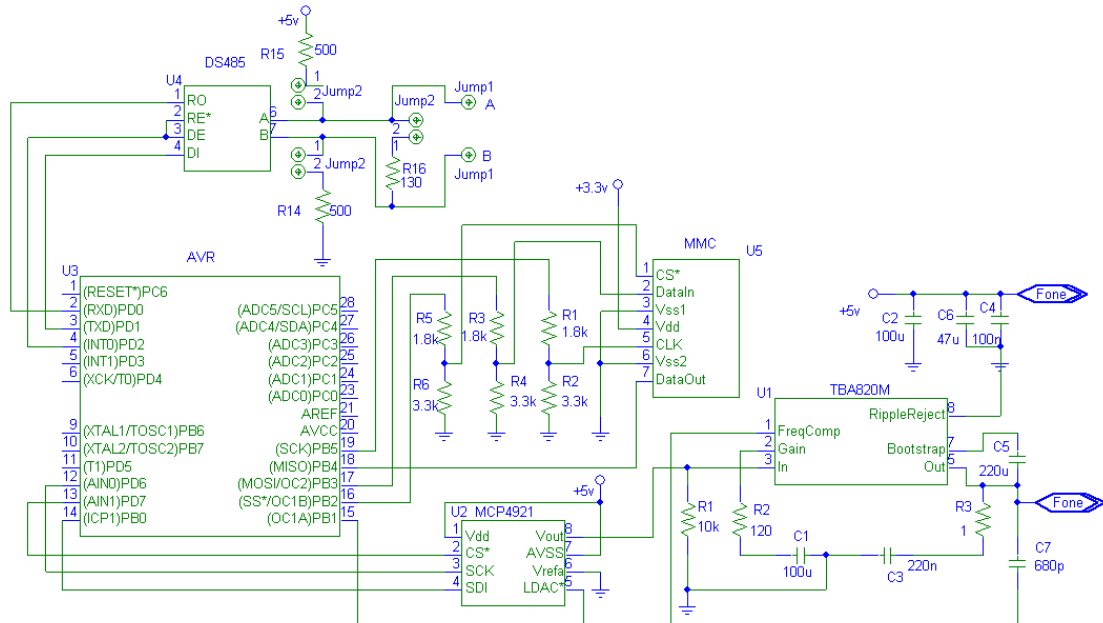 +5v
R15
500
DS485
U4
1 RO
2 RE*
3 DE
4 DI
A 6
B 7
1
2
Jump2
1
2
Jump2
R14
500
Jump2
2
1
R16
130
Jump1
A
B
Jump1
AVR
U3
1 (RESET*)PC6
2 (RXD)PD0
3 (TXD)PD1
4 (INT0)PD2
5 (INT1)PD3
6 (XCK/T0)PD4
9 (XTAL1/TOSC1)PB6
10 (XTAL2/TOSC2)PB7
11 (T1)PD5
12 (AIN0)PD6
13 (AIN1)PD7
14 (ICP1)PB0
(ADC5/SCL)PC5 28
(ADC4/SDA)PC4 27
(ADC3)PC3 26
(ADC2)PC2 25
(ADC1)PC1 24
(ADC0)PC0 23
AREF 21
AVCC 20
(SCK)PB5 19
(MISO)PB4 18
(MOSI/OC2)PB3 17
(SS*/OC1B)PB2 16
(OC1A)PB1 15
R5
1.8k
R3
1.8k
R1
1.8k
R6
3.3k
R4
3.3k
R2
3.3k
+3.3v
MMC
U5
1 CS*
2 DataIn
3 Vss1
4 Vdd
5 CLK
6 Vss2
7 DataOut
+5v
U2 MCP4921
1 Vdd
2 CS*
3 SCK
4 SDI
Vout 8
AVSS 7
Vrefa 6
LDAC* 5
+5v
C2
100u
C6
47u
C4
100n
Fone
TBA820M
U1
1 FreqComp
2 Gain
3 In
RippleReject 8
Bootstrap 7
Out 5
R1
10k
R2
120
C1
100u
C3
220n
R3
1
C5
220u
Fone
C7
680p